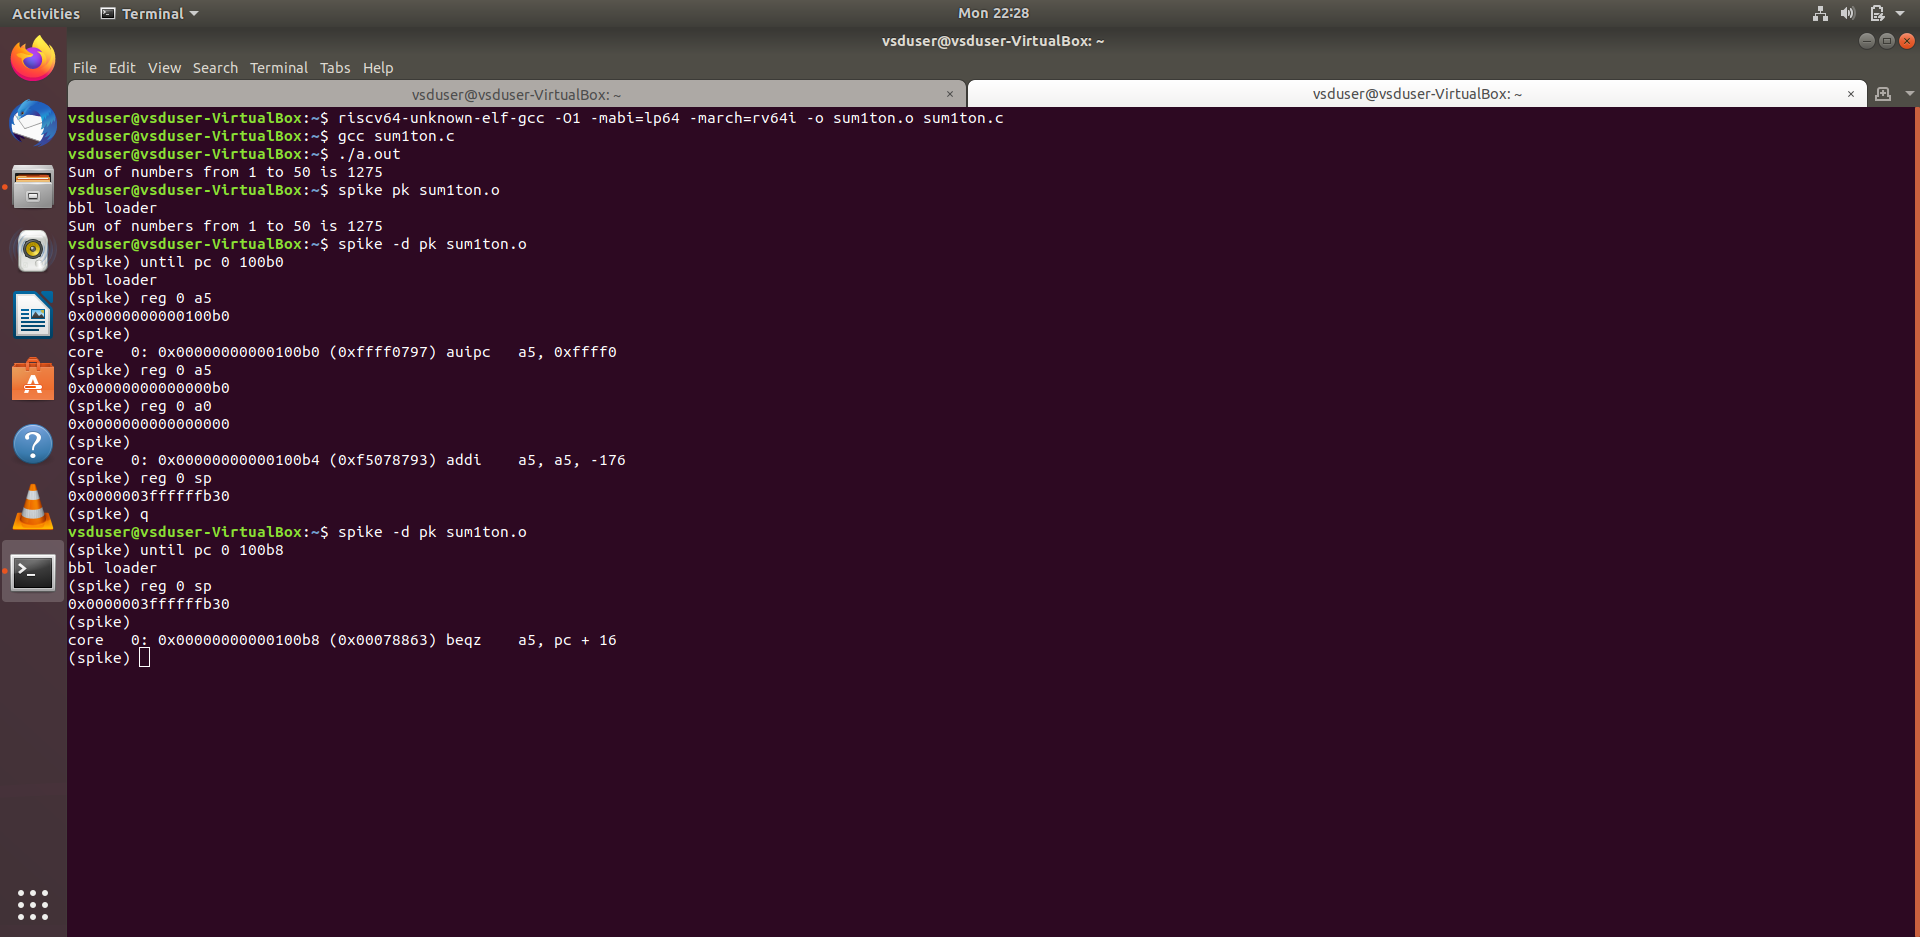 Activities Terminal Mon 22:28
vsduser@vsduser-VirtualBox: ~
File Edit View Search Terminal Tabs Help
vsduser@vsduser-VirtualBox: ~ × vsduser@vsduser-VirtualBox: ~ ×
vsduser@vsduser-VirtualBox:~$ riscv64-unknown-elf-gcc -O1 -mabi=lp64 -march=rv64i -o sum1ton.o sum1ton.c
vsduser@vsduser-VirtualBox:~$ gcc sum1ton.c
vsduser@vsduser-VirtualBox:~$ ./a.out
Sum of numbers from 1 to 50 is 1275
vsduser@vsduser-VirtualBox:~$ spike pk sum1ton.o
bbl loader
Sum of numbers from 1 to 50 is 1275
vsduser@vsduser-VirtualBox:~$ spike -d pk sum1ton.o
(spike) until pc 0 100b0
bbl loader
(spike) reg 0 a5
0x00000000000100b0
(spike)
core   0: 0x00000000000100b0 (0xffff0797) auipc   a5, 0xffff0
(spike) reg 0 a5
0x00000000000000b0
(spike) reg 0 a0
0x0000000000000000
(spike)
core   0: 0x00000000000100b4 (0xf5078793) addi    a5, a5, -176
(spike) reg 0 sp
0x0000003ffffffb30
(spike) q
vsduser@vsduser-VirtualBox:~$ spike -d pk sum1ton.o
(spike) until pc 0 100b8
bbl loader
(spike) reg 0 sp
0x0000003ffffffb30
(spike)
core   0: 0x00000000000100b8 (0x00078863) beqz    a5, pc + 16
(spike)